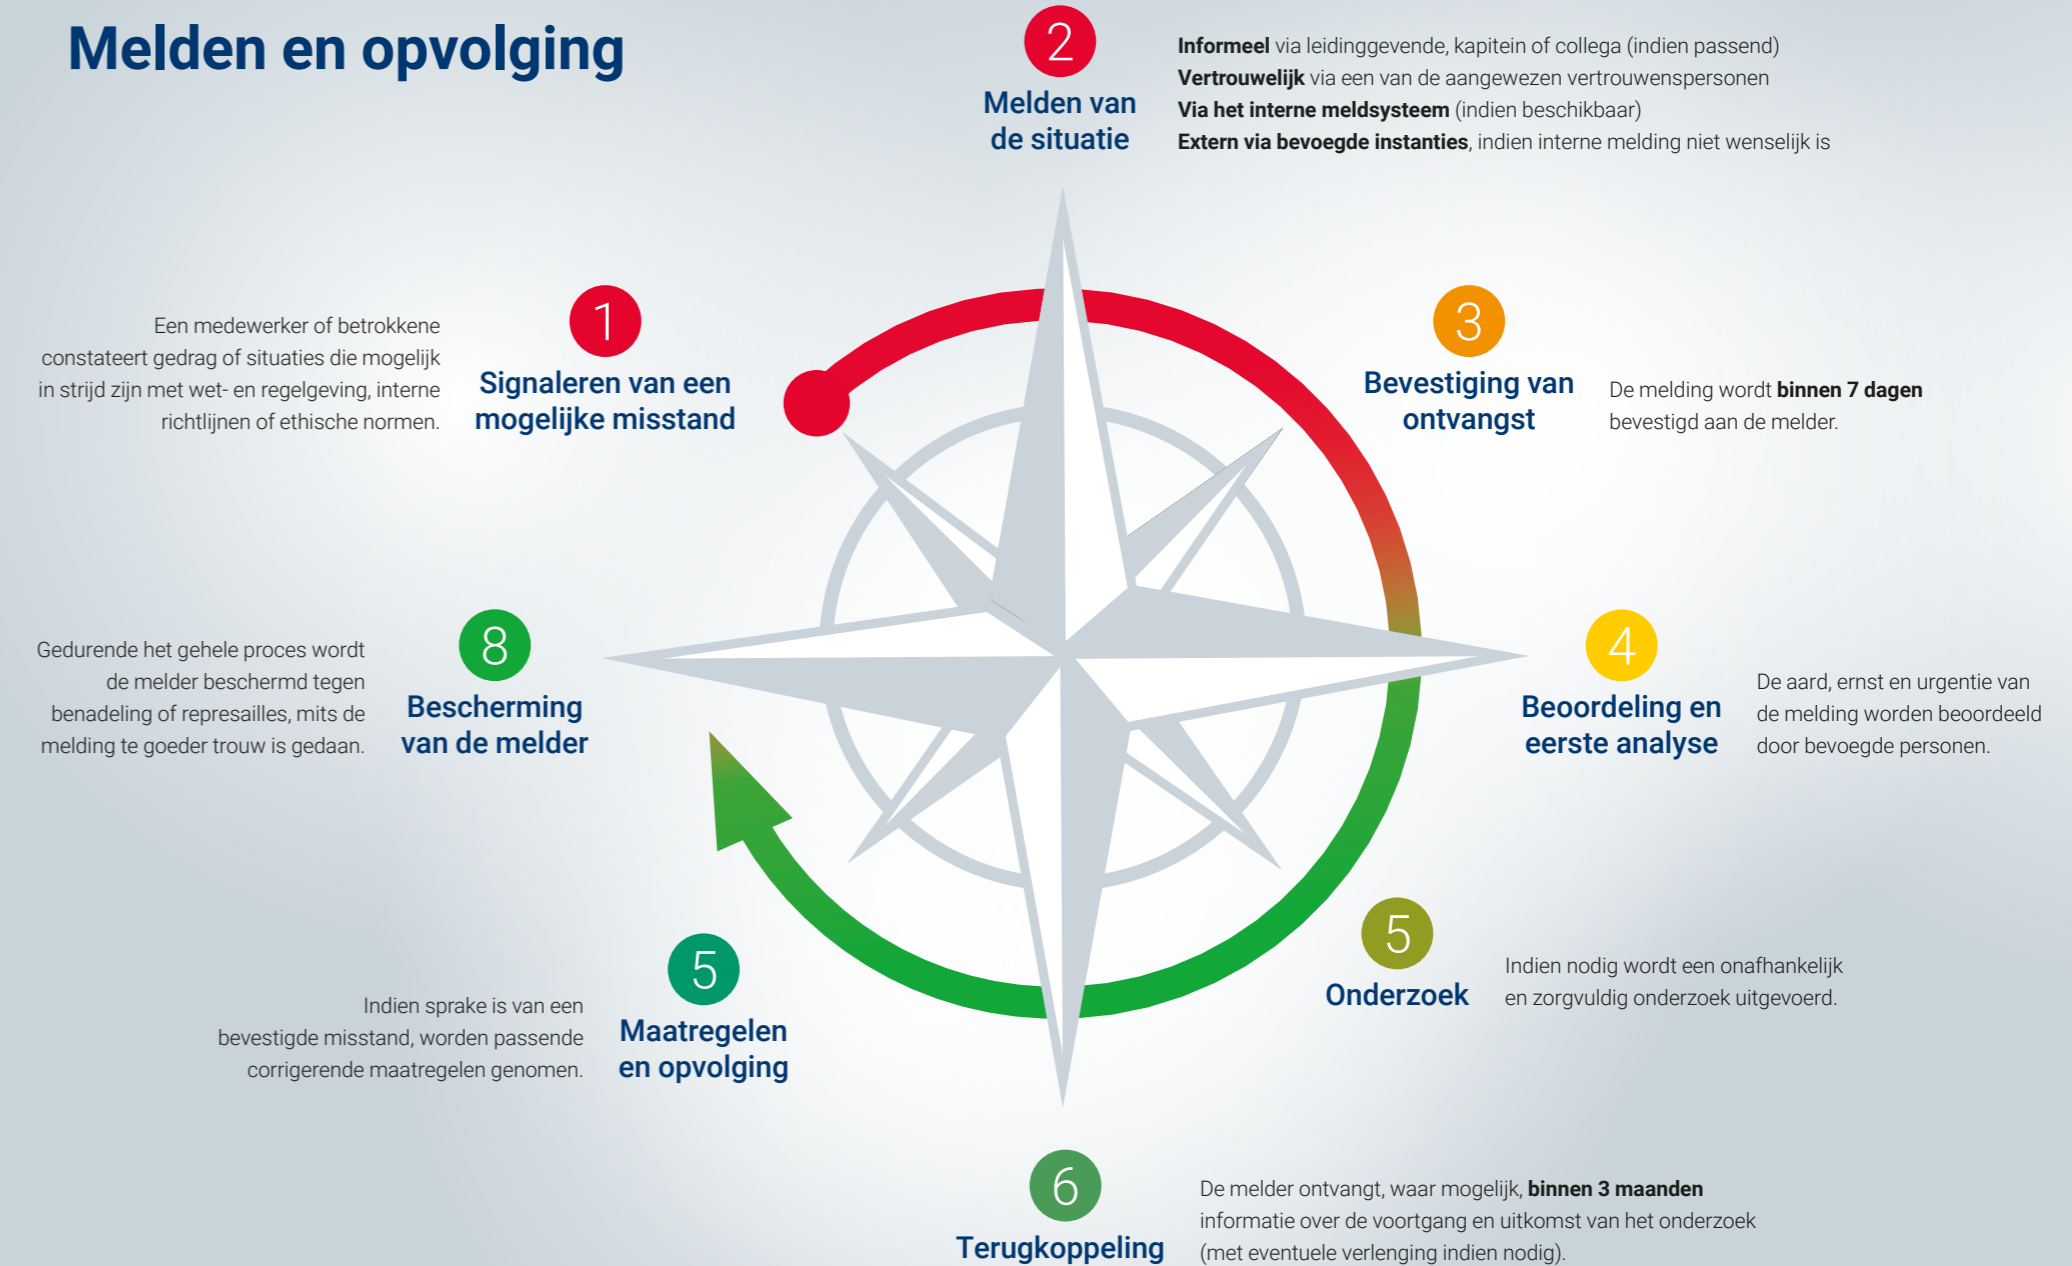 Melden en opvolging
1
Signaleren van een
mogelijke misstand
Een medewerker of betrokkene
constateert gedrag of situaties die mogelijk
in strijd zijn met wet- en regelgeving, interne
richtlijnen of ethische normen.
2
Melden van
de situatie
Informeel via leidinggevende, kapitein of collega (indien passend)
Vertrouwelijk via een van de aangewezen vertrouwenspersonen
Via het interne meldsysteem (indien beschikbaar)
Extern via bevoegde instanties, indien interne melding niet wenselijk is
3
Bevestiging van
ontvangst
De melding wordt binnen 7 dagen
bevestigd aan de melder.
4
Beoordeling en
eerste analyse
De aard, ernst en urgentie van
de melding worden beoordeeld
door bevoegde personen.
5
Onderzoek
Indien nodig wordt een onafhankelijk
en zorgvuldig onderzoek uitgevoerd.
6
Terugkoppeling
De melder ontvangt, waar mogelijk, binnen 3 maanden
informatie over de voortgang en uitkomst van het onderzoek
(met eventuele verlenging indien nodig).
5
Maatregelen
en opvolging
Indien sprake is van een
bevestigde misstand, worden passende
corrigerende maatregelen genomen.
8
Bescherming
van de melder
Gedurende het gehele proces wordt
de melder beschermd tegen
benadeling of represailles, mits de
melding te goeder trouw is gedaan.